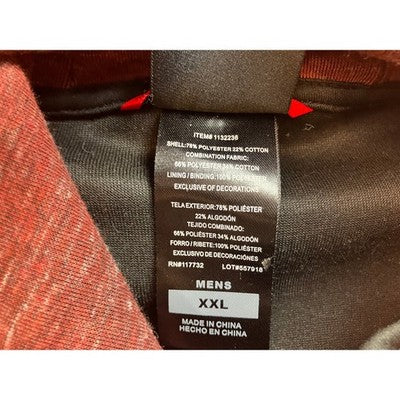 ITEM# 1132236
SHELL:78% POLYESTER 22% COTTON
COMBINATION FABRIC:
66% POLYESTER 34% COTTON
LINING / BINDING:100% POLYESTER
EXCLUSIVE OF DECORATIONS
TELA EXTERIOR:78% POLIÉSTER
22% ALGODÓN
TEJIDO COMBINADO:
66% POLIÉSTER 34% ALGODÓN
FORRO / RIBETE:100% POLIÉSTER
EXCLUSIVO DE DECORACIÓNES
RN#117732 LOT#557918
MENS
XXL
MADE IN CHINA
HECHO EN CHINA